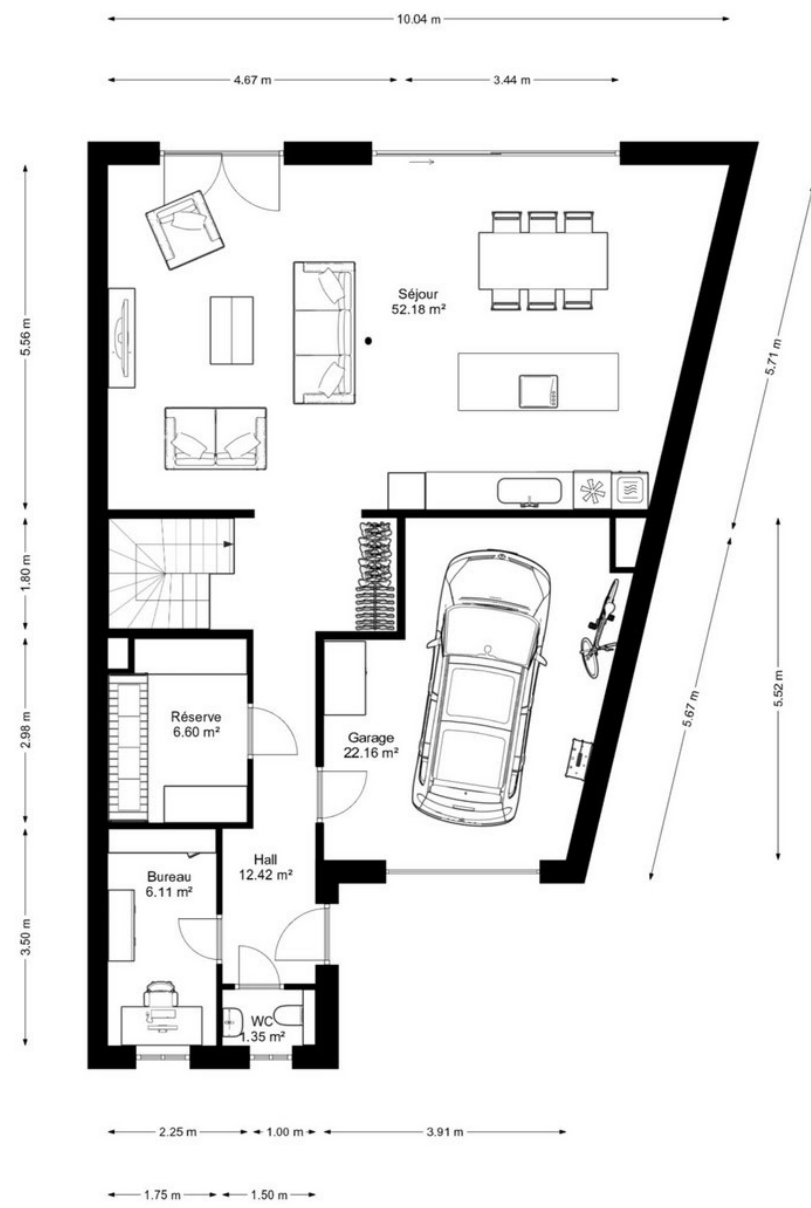 10.04 m
4.67 m
3.44 m
Séjour
52.18 m²
5.56 m
5.71 m
1.80 m
Réserve
6.60 m²
2.98 m
Garage
22.16 m²
5.67 m
5.52 m
Hall
12.42 m²
Bureau
6.11 m²
3.50 m
WC
1.35 m²
2.25 m
1.00 m
3.91 m
1.75 m
1.50 m